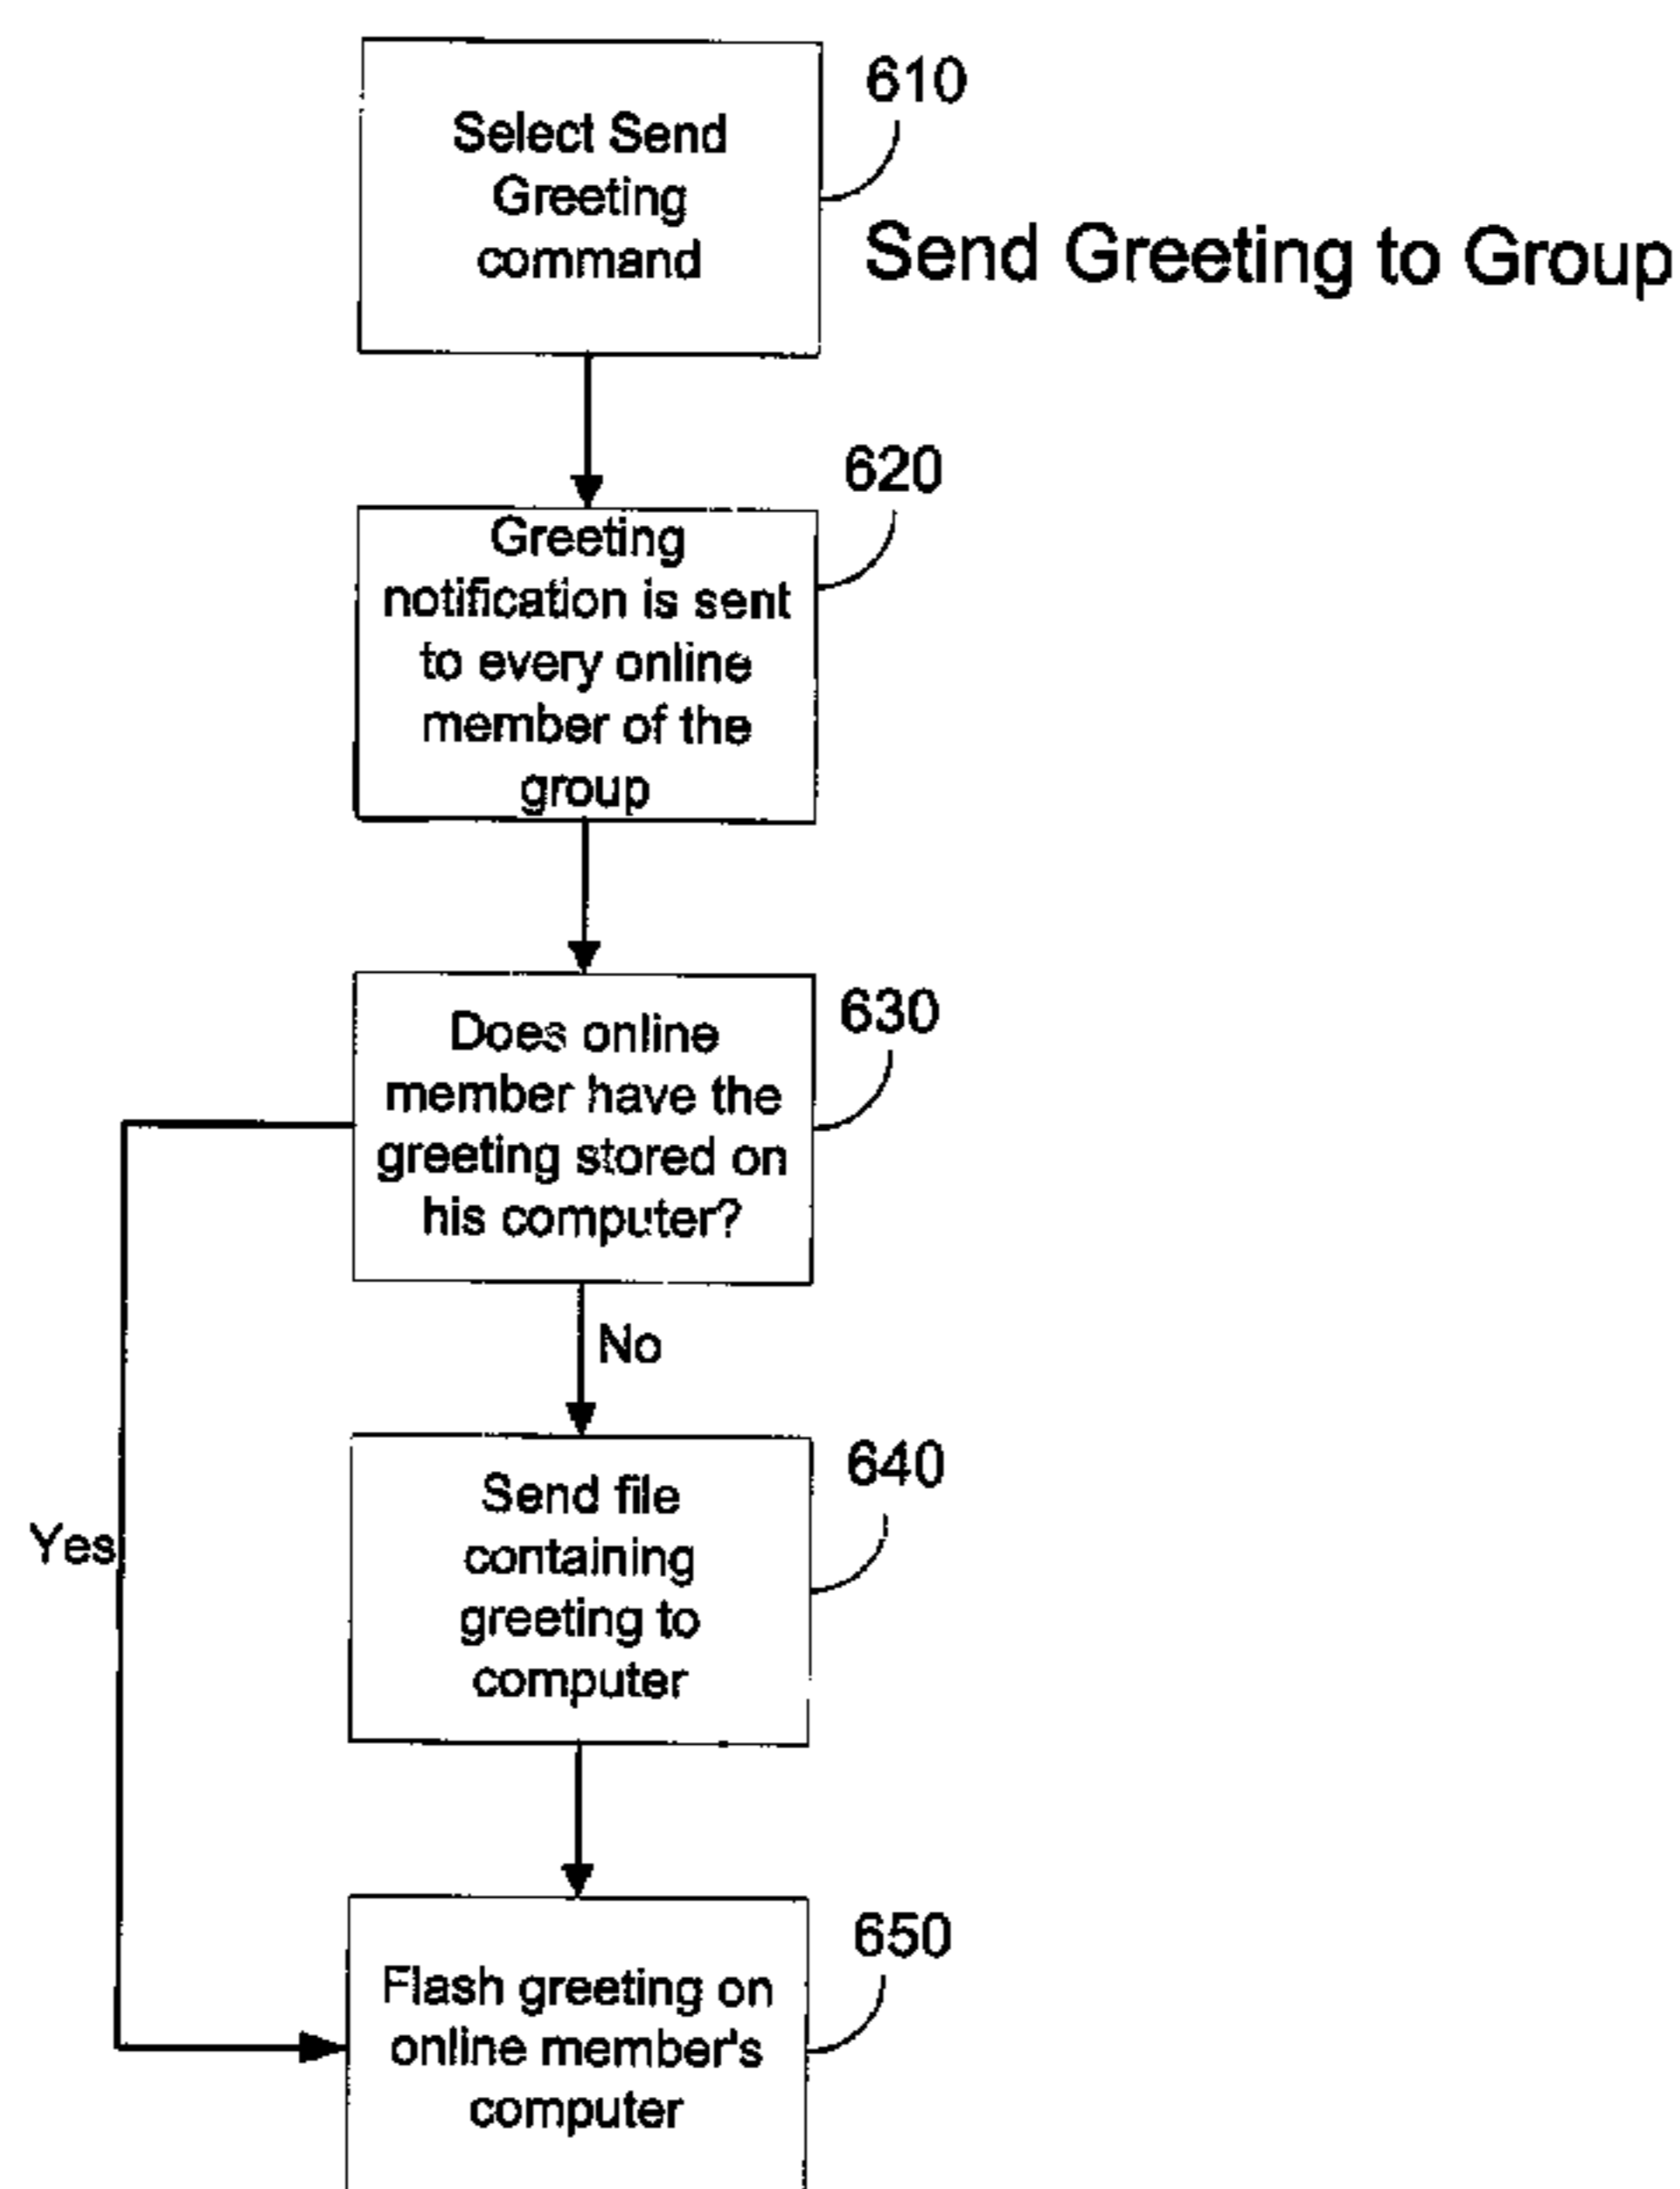 610
Select Send
Greeting
command
Send Greeting to Group
620
Greeting
notification is sent
to every online
member of the
group
630
Does online
member have the
greeting stored on
his computer?
No
640
Send file
containing
greeting to
computer
Yes
650
Flash greeting on
online member's
computer